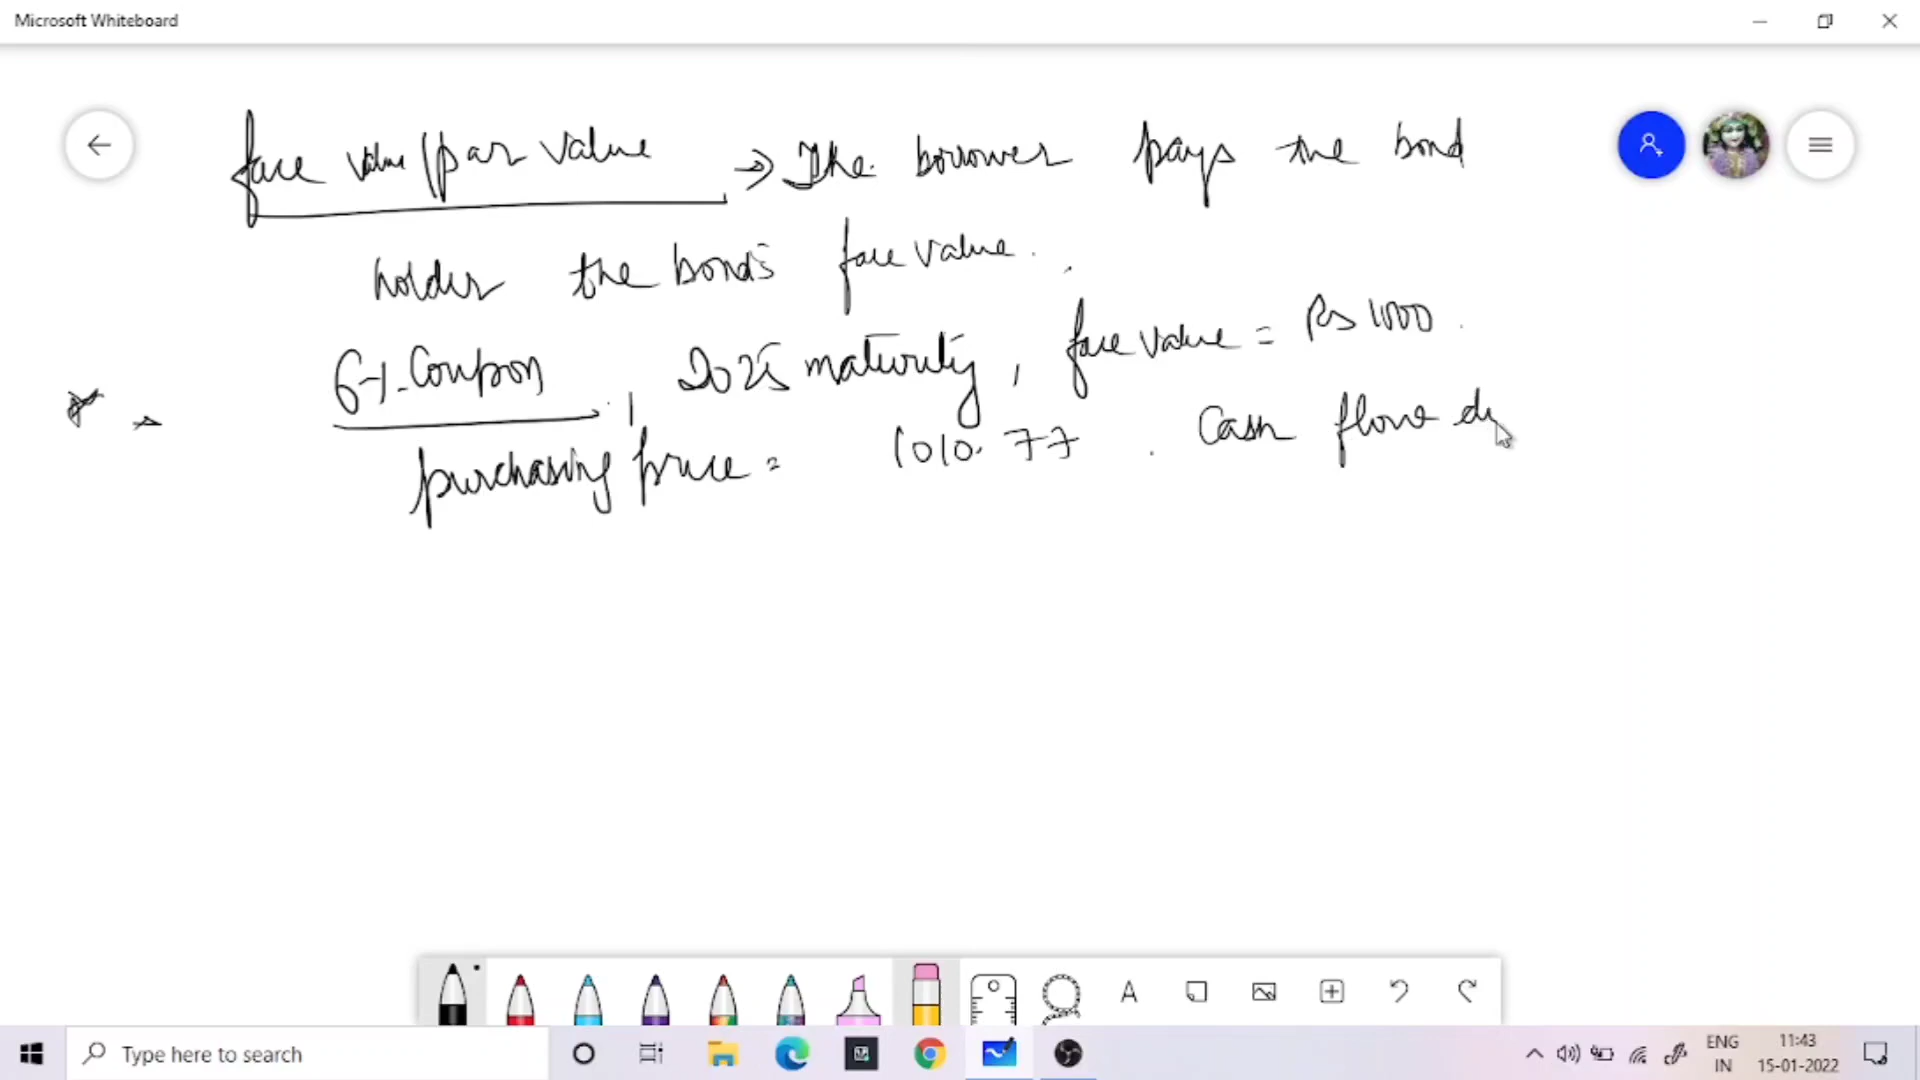 Microsoft Whiteboard
face value/par value → The borrower pays the bond
holder the bond's face value.
6% Coupon, 2025 maturity, face value = Rs 1000.
purchasing price = 1010.77. Cash flow
Type here to search
ENG
IN
11:43
15-01-2022